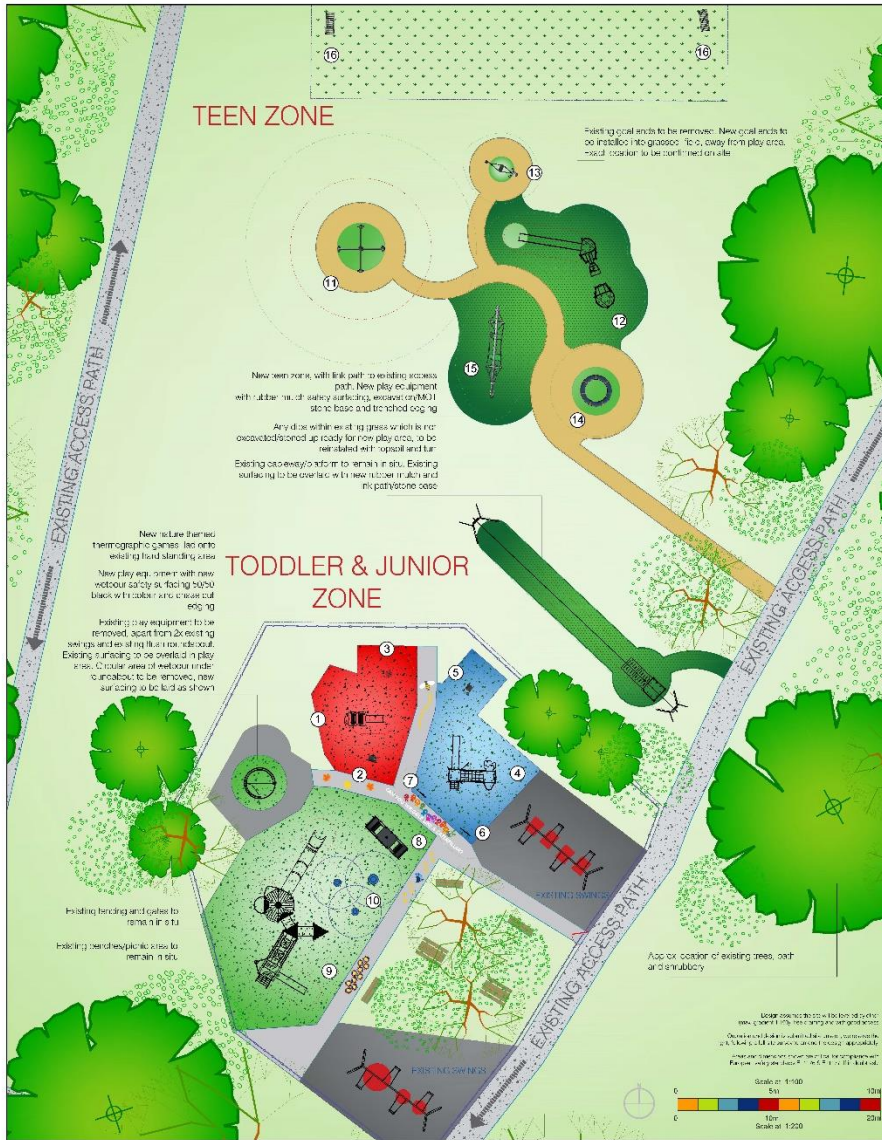 16
16
TEEN ZONE
Existing goal ends to be removed. New goal ends to
be installed into grassed field, away from play area.
Exact location to be confirmed on site
13
11
12
15
14
New teen zone, with link path to existing access
path. New play equipment
with rubber mulch safety surfacing, excavation/MOT
stone base and trenched edging
Any dips within existing grass which is not
excavated/stoned up ready for new play area, to be
reinstated with topsoil and turf
Existing cableway/platform to remain in situ. Existing
surfacing to be overlaid with new rubber mulch and
link path/stone base
EXISTING ACCESS PATH
EXISTING ACCESS PATH
New nature themed
thermographic games laid onto
existing hard standing area
New play equipment with new
wetpour safety surfacing 50/50
black with colour and chase cut
edging
Existing play equipment to be
removed, apart from 2x existing
swings and existing flush roundabout.
Existing surfacing to be overlaid in play
area. Circular area of wetpour under
roundabout to be removed, new
surfacing to be laid as shown
TODDLER & JUNIOR
ZONE
3
5
1
4
2
7
6
8
10
9
EXISTING SWINGS
Existing fencing and gates to
remain in situ
Existing benches/picnic area to
remain in situ
EXISTING SWINGS
EXISTING ACCESS PATH
Approx location of existing trees, path
and shrubbery
Scale at 1:100
0 5m 10m
0 10m 20m
Scale at 1:200